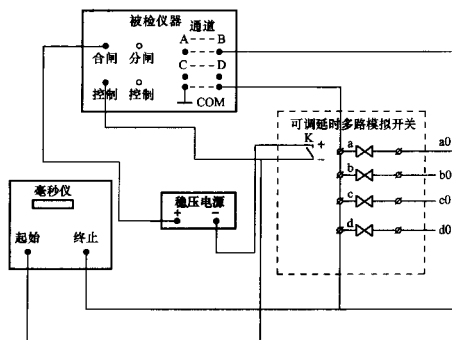 被检仪器
通道
A B
合闸 分闸
C D
控制 控制
COM
可调延时多路模拟开关
K +
−
a a0
b b0
c c0
d d0
毫秒仪
起始 终止
稳压电源
+ −